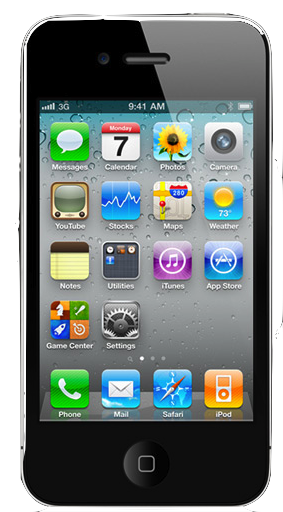 3G 9:41 AM
Monday
7
280
73°
Messages Calendar Photos Camera
YouTube Stocks Maps Weather
Notes Utilities iTunes App Store
Game Center Settings
Phone Mail Safari iPod